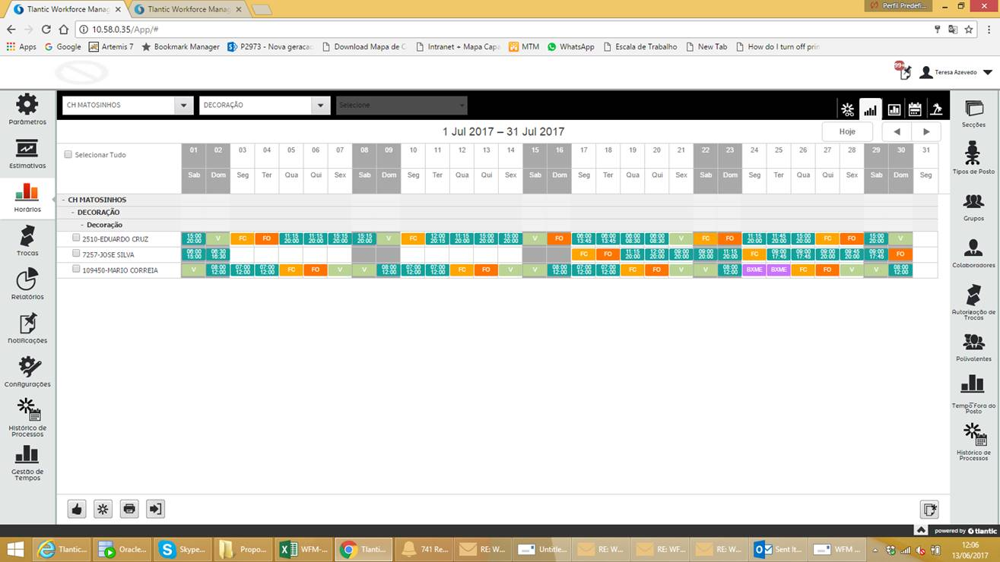 Tlantic Workforce Manag × Tlantic Workforce Manag ×
Perfil Predefi...
10.58.0.35/App/#
Apps Google Artemis 7 Bookmark Manager P2973 - Nova gerac Download Mapa de C Intranet + Mapa Capa MTM WhatsApp Escala de Trabalho New Tab How do I turn off prin
99+ Teresa Azevedo
CH MATOSINHOS DECORAÇÃO Selecione
1 Jul 2017 – 31 Jul 2017 Hoje
Selecionar Tudo
01 02 03 04 05 06 07 08 09 10 11 12 13 14 15 16 17 18 19 20 21 22 23 24 25 26 27 28 29 30 31
Sab Dom Seg Ter Qua Qui Sex Sab Dom Seg Ter Qua Qui Sex Sab Dom Seg Ter Qua Qui Sex Sab Dom Seg Ter Qua Qui Sex Sab Dom Seg
- CH MATOSINHOS
- DECORAÇÃO
- Decoração
2510-EDUARDO CRUZ
15:00 V FC FO 11:15 11:15 15:15 15:15 V FC 12:00 11:15 15:00 15:00 V FO 06:00 06:00 06:00 06:00 V FC FO 11:15 11:45 15:00 FC FO 15:00 V
20:00 20:00 20:00 20:00 20:00 20:15 20:00 20:00 20:00 13:45 13:45 08:30 08:30 20:00 20:00 20:00 20:00
7257-JOSE SILVA
06:00 06:30 FC FO 11:15 12:00 09:00 09:00 11:15 FC 09:00 09:00 09:00 09:45 09:00 FO
15:00 16:30 20:00 20:00 20:00 20:00 20:00 17:45 17:45 20:00 20:00 17:45
109450-MARIO CORREIA
V 08:00 07:00 07:00 FC FO V V 08:00 07:00 07:00 FC FO V V 08:00 07:00 07:00 FC FO V V 08:00 BXME BXME FC FO V V 08:00
12:00 12:00 12:00 12:00 12:00 12:00 12:00 12:00 12:00 12:00 12:00
Parâmetros
Estimativas
Horários
Trocas
Relatórios
Notificações
Configurações
Histórico de
Processos
Gestão de
Tempos
Secções
Tipos de Posto
Grupos
Colaboradores
Autorização de
Trocas
Polivalentes
Tempo Fora do
Posto
Histórico de
Processos
powered by tlantic
Tlantic... Oracle... Skype... Propo... WFM-... Tlanti... 741 Re... RE: W... Untitle... RE: W... RE: WF... RE: W... Sent It... WFM ...
12:06
13/06/2017